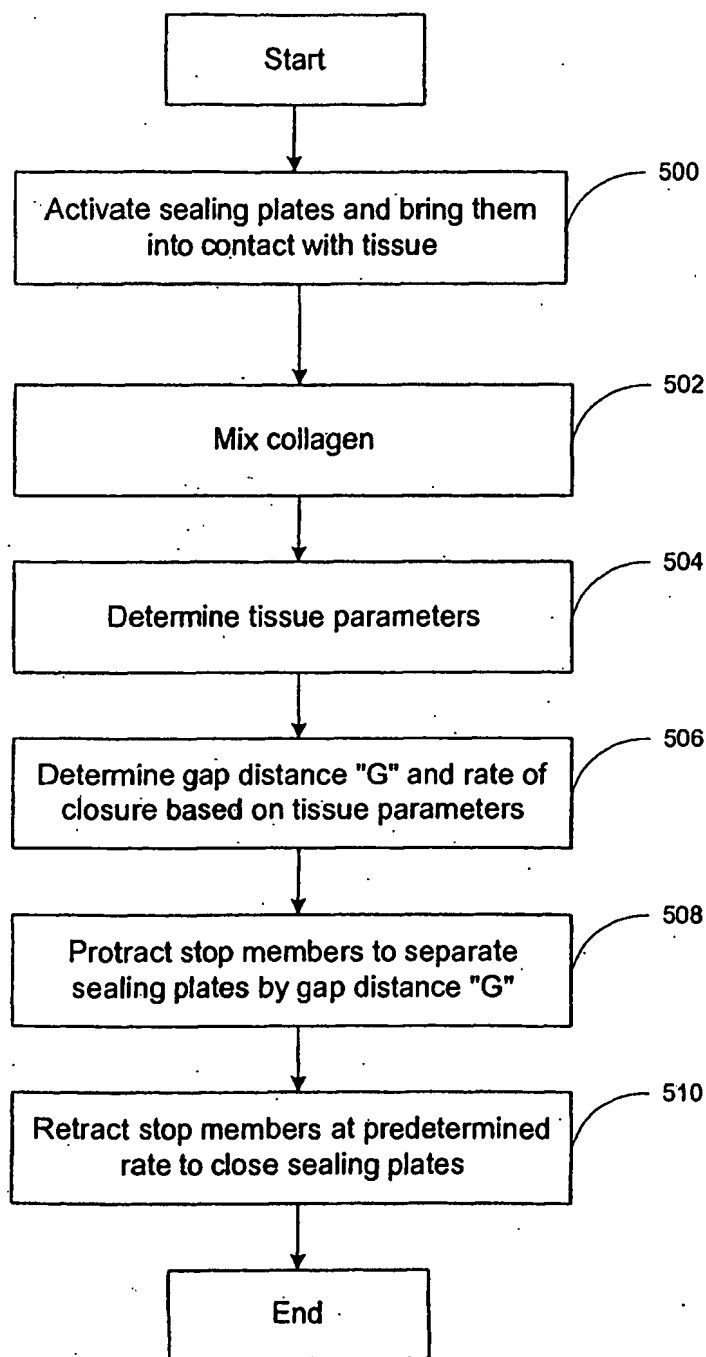 Start
500
Activate sealing plates and bring them
into contact with tissue
502
Mix collagen
504
Determine tissue parameters
506
Determine gap distance "G" and rate of
closure based on tissue parameters
508
Protract stop members to separate
sealing plates by gap distance "G"
510
Retract stop members at predetermined
rate to close sealing plates
End